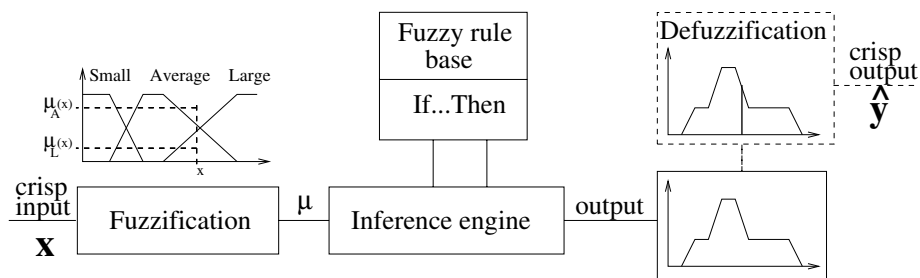 Fuzzy rule
base
If...Then
Defuzzification
crisp
output
ŷ
Small Average Large
μA(x)
μL(x)
x
crisp
input
x
Fuzzification
μ
Inference engine
output